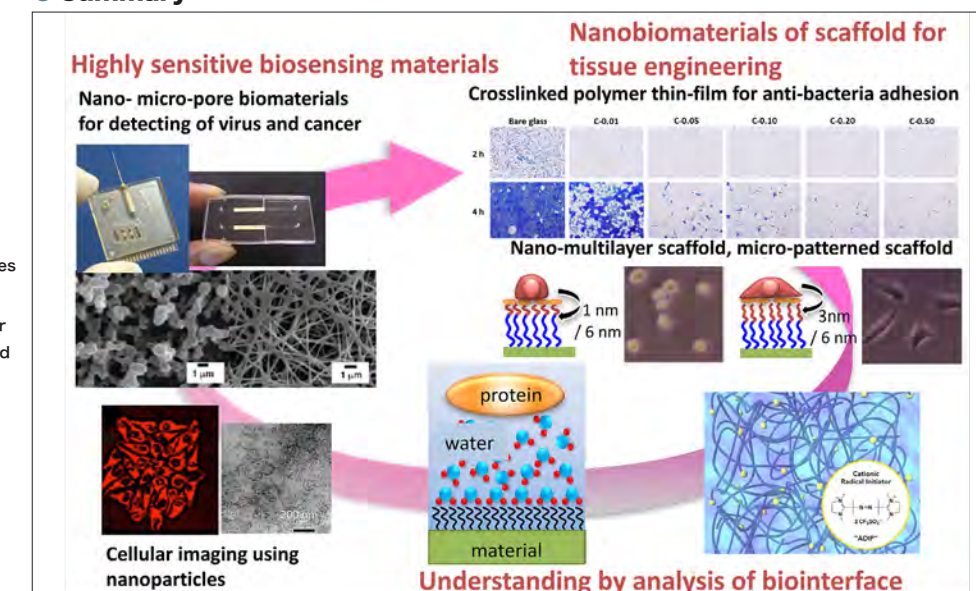 Summary
Highly sensitive biosensing materials
Nano- micro-pore biomaterials
for detecting of virus and cancer
1 μm
1 μm
Nanobiomaterials of scaffold for
tissue engineering
Crosslinked polymer thin-film for anti-bacteria adhesion
Bare glass C-0.01 C-0.05 C-0.10 C-0.20 C-0.50
2 h
4 h
Nano-multilayer scaffold, micro-patterned scaffold
1 nm
/ 6 nm
3nm
/ 6 nm
es
r
d
protein
water
material
Cationic
Radical Initiator
N=N
2 CF₃SO₃⁻
"ADIP"
Cellular imaging using
nanoparticles
Understanding by analysis of biointerface